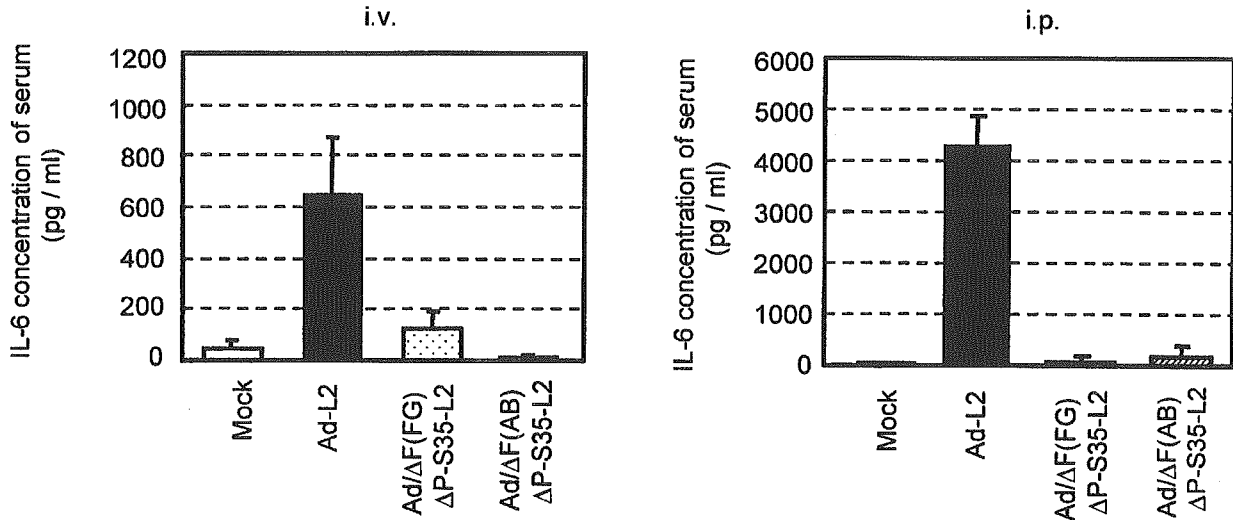 i.v.
IL-6 concentration of serum
(pg / ml)
1200
1000
800
600
400
200
0
Mock
Ad-L2
Ad/ΔF(FG)
ΔP-S35-L2
Ad/ΔF(AB)
ΔP-S35-L2
i.p.
IL-6 concentration of serum
(pg / ml)
6000
5000
4000
3000
2000
1000
0
Mock
Ad-L2
Ad/ΔF(FG)
ΔP-S35-L2
Ad/ΔF(AB)
ΔP-S35-L2